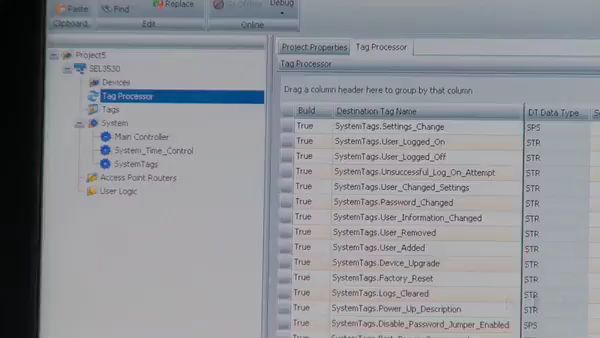 Paste
Find
Replace
Go Offline
Debug
Clipboard
Edit
Online
Project5
SEL3530
Devices
Tag Processor
Tags
System
Main Controller
System_Time_Control
SystemTags
Access Point Routers
User Logic
Project Properties
Tag Processor
Tag Processor
Drag a column header here to group by that column
Build Destination Tag Name DT Data Type
True SystemTags.Settings_Change SPS
True SystemTags.User_Logged_On STR
True SystemTags.User_Logged_Off STR
True SystemTags.Unsuccessful_Log_On_Attempt STR
True SystemTags.User_Changed_Settings STR
True SystemTags.Password_Changed STR
True SystemTags.User_Information_Changed STR
True SystemTags.User_Removed STR
True SystemTags.User_Added STR
True SystemTags.Device_Upgrade STR
True SystemTags.Factory_Reset STR
True SystemTags.Logs_Cleared STR
True SystemTags.Power_Up_Description STR
True SystemTags.Disable_Password_Jumper_Enabled SPS